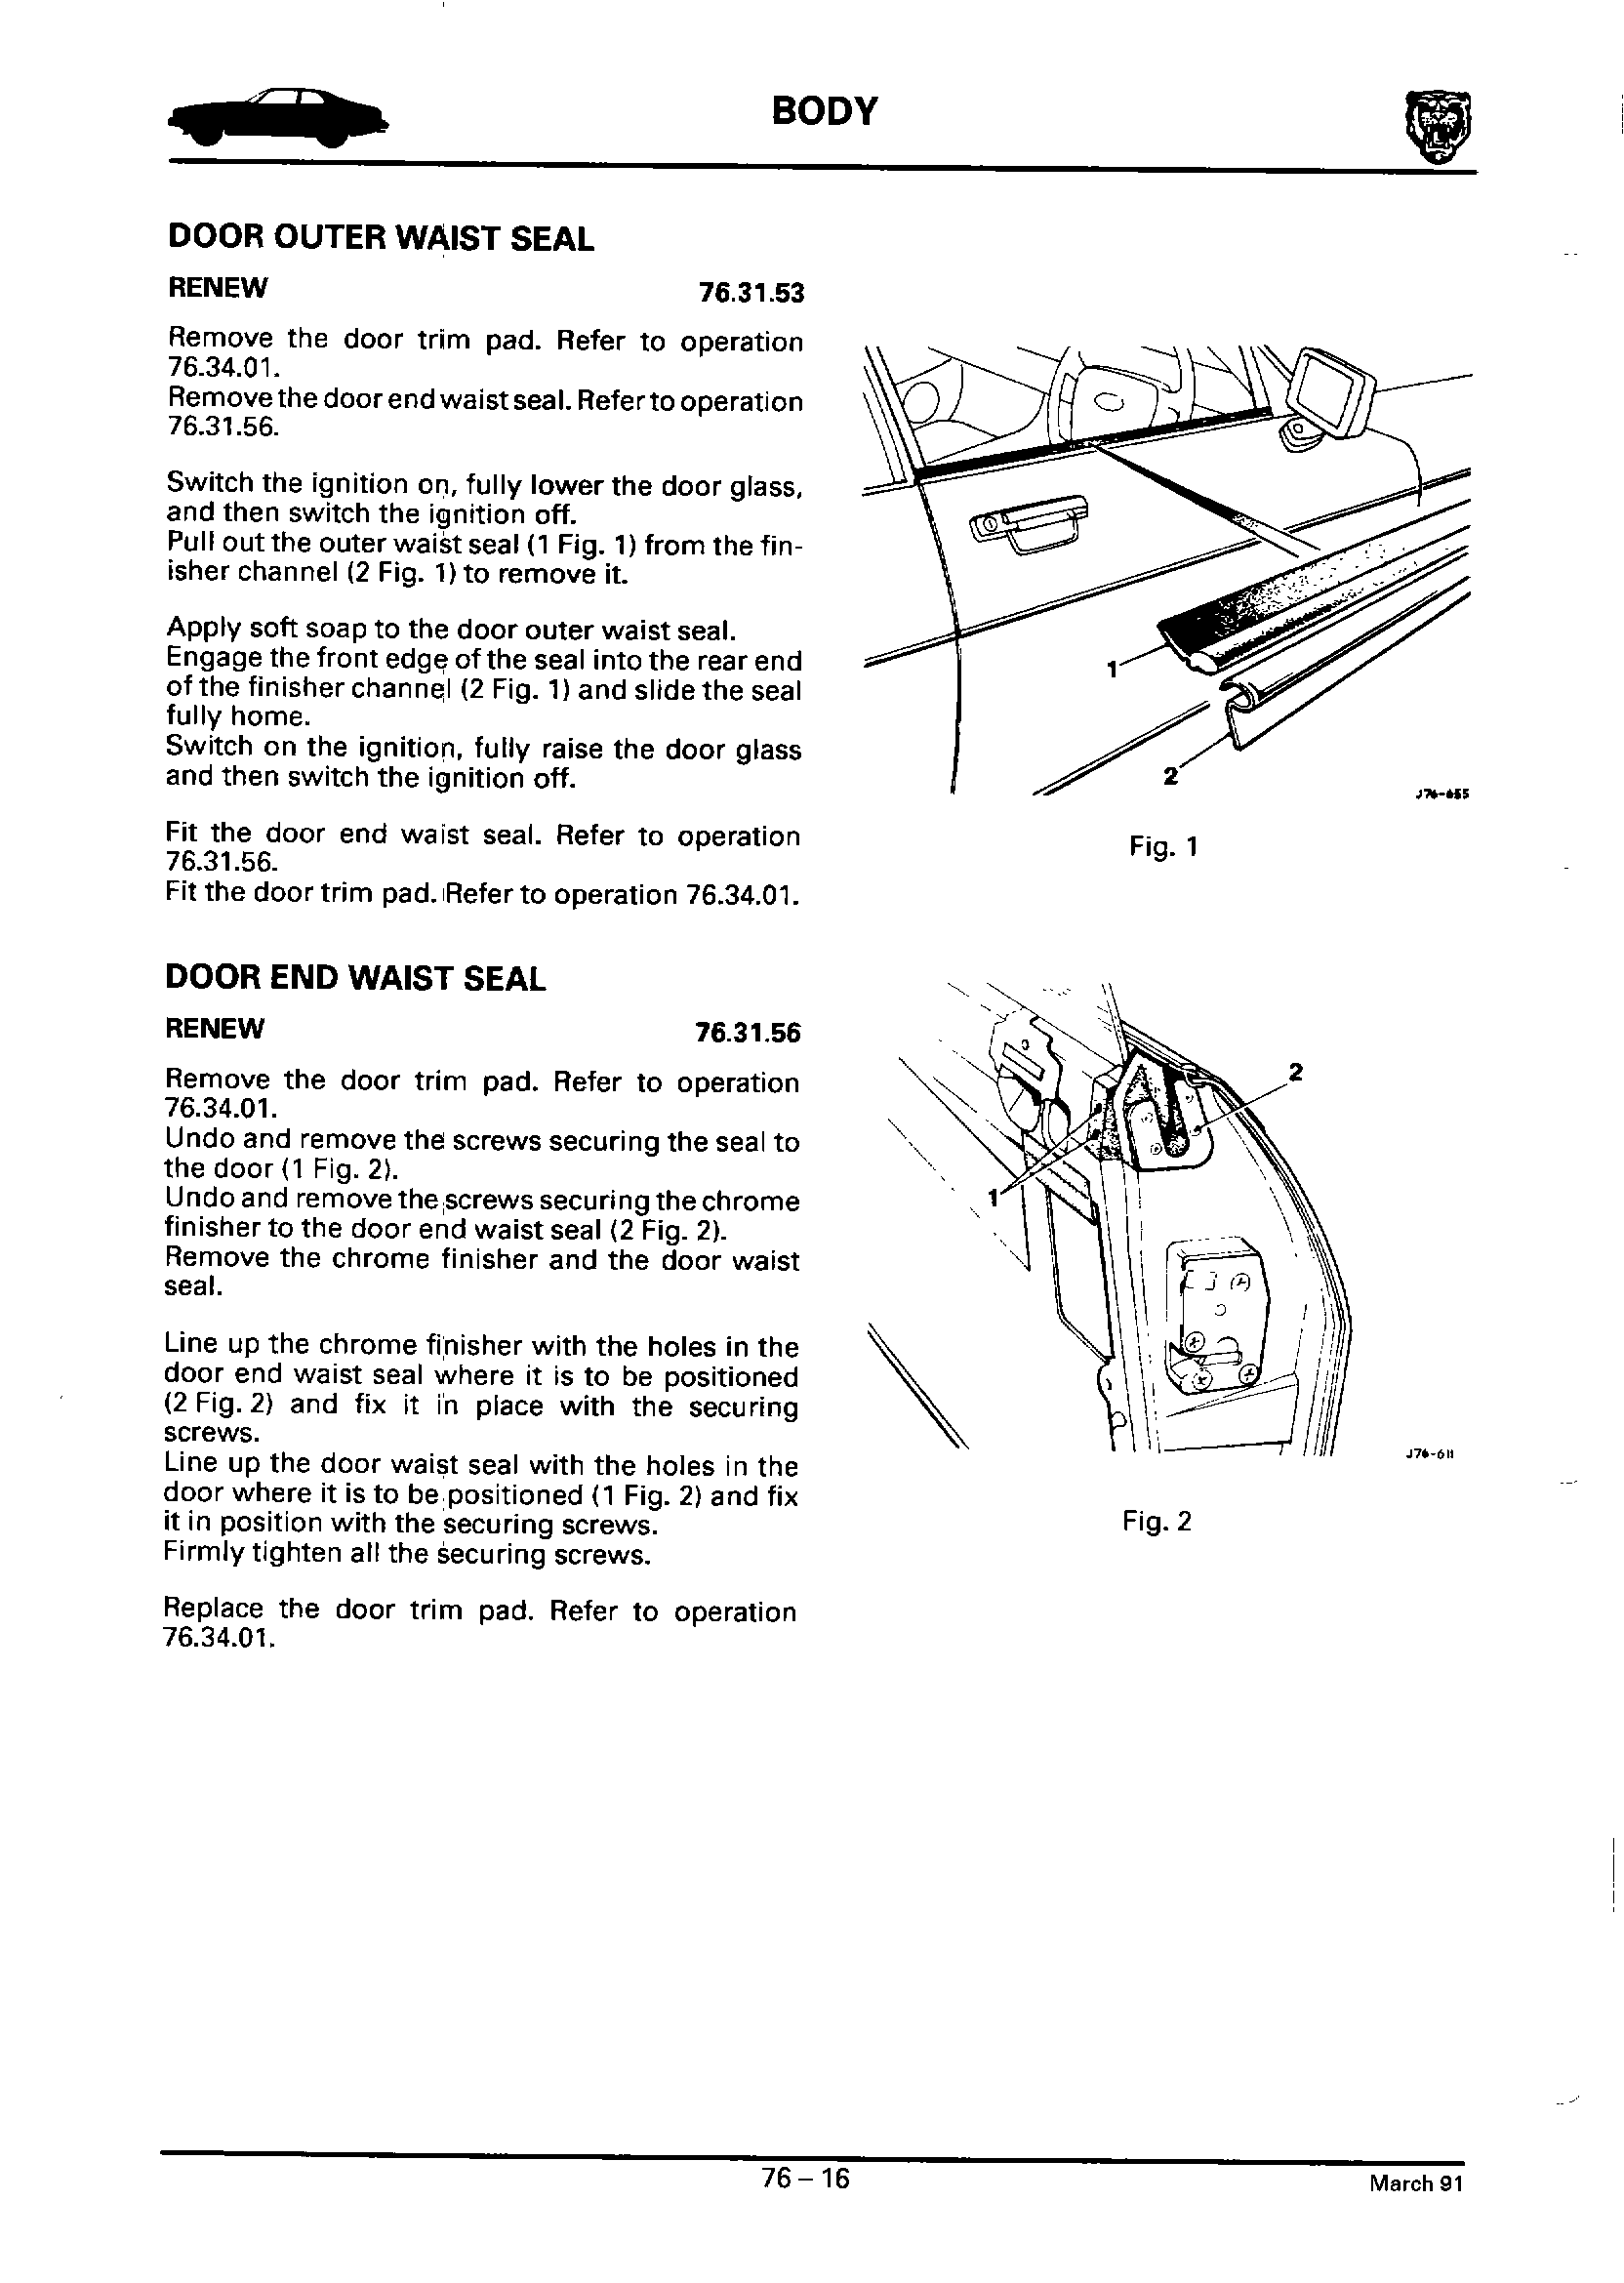 BODY
DOOR OUTER WAIST SEAL
RENEW 76.31.53
Remove the door trim pad. Refer to operation
76.34.01.
Remove the door end waist seal. Refer to operation
76.31.56.
Switch the ignition on, fully lower the door glass,
and then switch the ignition off.
Pull out the outer waist seal (1 Fig. 1) from the fin-
isher channel (2 Fig. 1) to remove it.
Apply soft soap to the door outer waist seal.
Engage the front edge of the seal into the rear end
of the finisher channel (2 Fig. 1) and slide the seal
fully home.
Switch on the ignition, fully raise the door glass
and then switch the ignition off.
Fit the door end waist seal. Refer to operation
76.31.56.
Fit the door trim pad. Refer to operation 76.34.01.
1
2
J76-655
Fig. 1
DOOR END WAIST SEAL
RENEW 76.31.56
Remove the door trim pad. Refer to operation
76.34.01.
Undo and remove the screws securing the seal to
the door (1 Fig. 2).
Undo and remove the screws securing the chrome
finisher to the door end waist seal (2 Fig. 2).
Remove the chrome finisher and the door waist
seal.
Line up the chrome finisher with the holes in the
door end waist seal where it is to be positioned
(2 Fig. 2) and fix it in place with the securing
screws.
Line up the door waist seal with the holes in the
door where it is to be positioned (1 Fig. 2) and fix
it in position with the securing screws.
Firmly tighten all the securing screws.
Replace the door trim pad. Refer to operation
76.34.01.
2
1
J76-611
Fig. 2
76 – 16
March 91